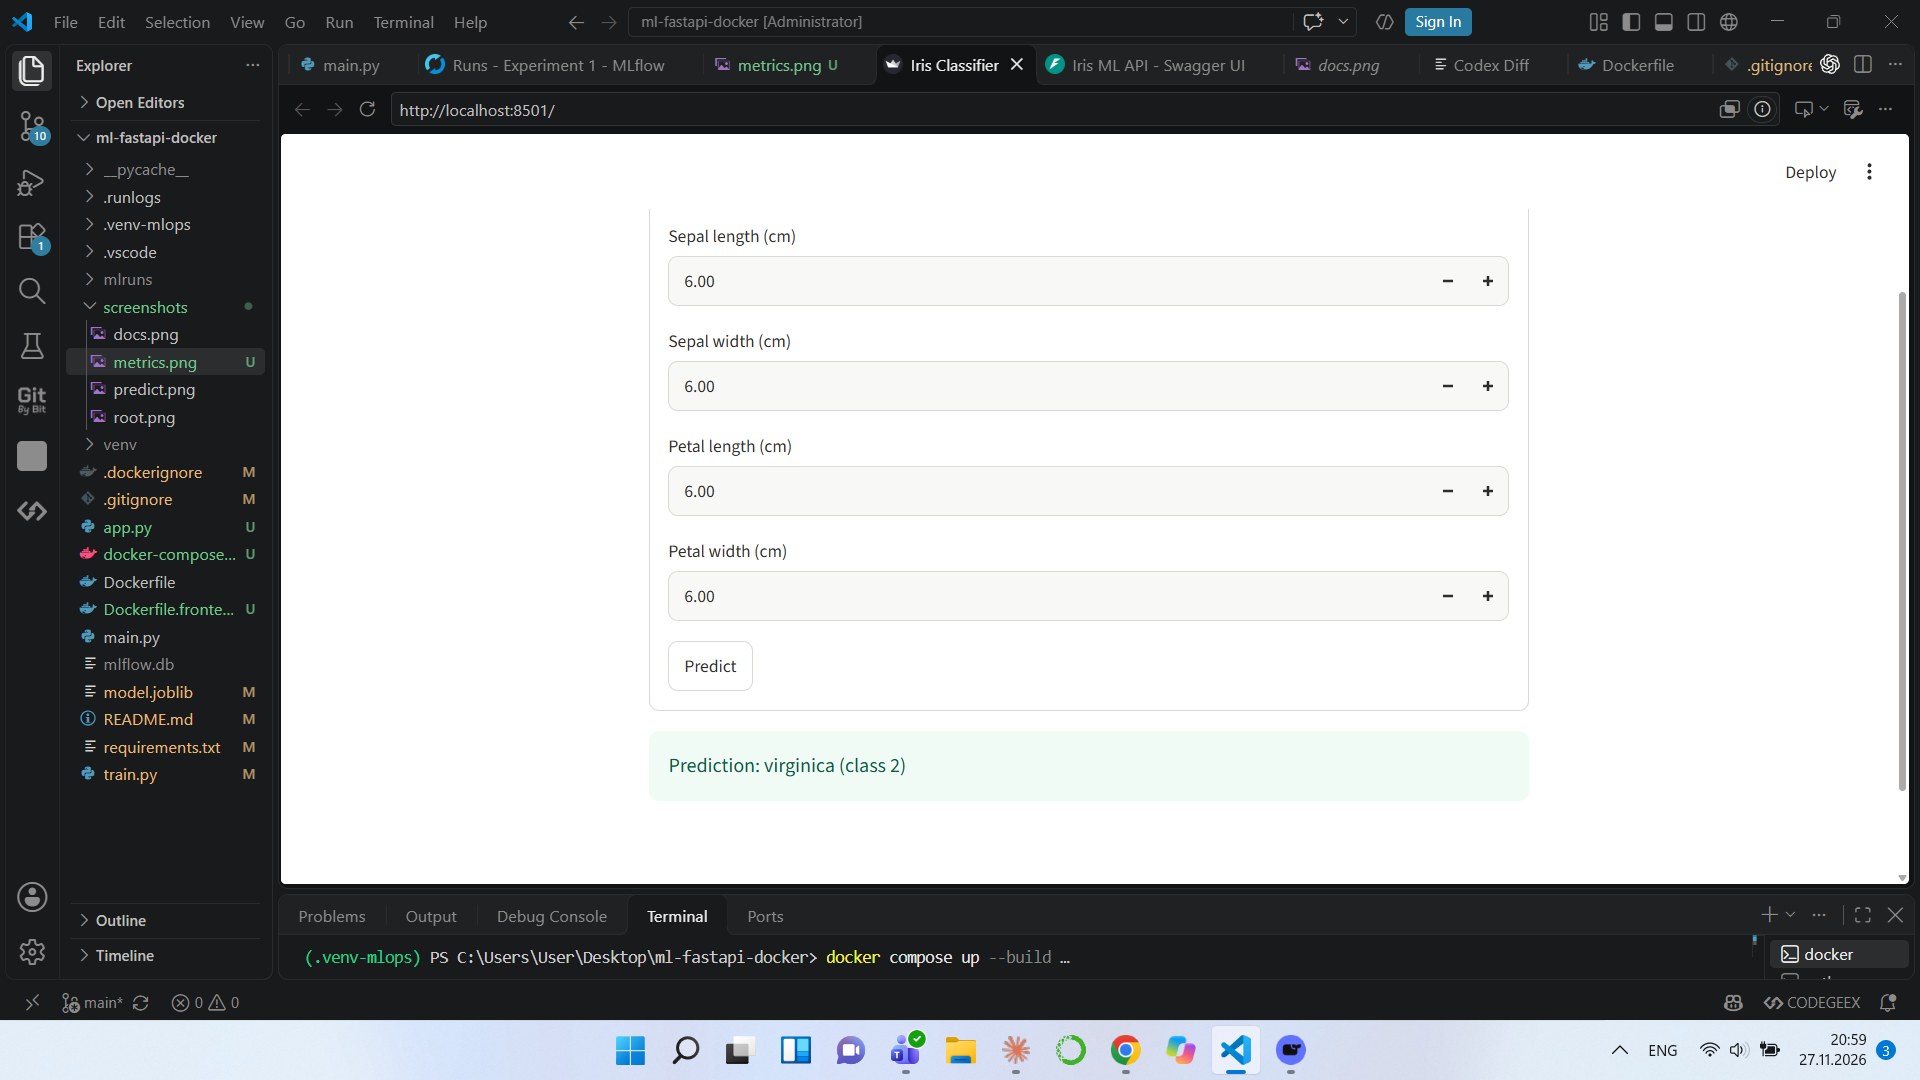 File Edit Selection View Go Run Terminal Help
ml-fastapi-docker [Administrator]
Sign In
Explorer
main.py
Runs - Experiment 1 - MLflow
metrics.png U
Iris Classifier
Iris ML API - Swagger UI
docs.png
Codex Diff
Dockerfile
.gitignore
http://localhost:8501/
Open Editors
ml-fastapi-docker
__pycache__
.runlogs
.venv-mlops
.vscode
mlruns
screenshots
docs.png
metrics.png U
predict.png
root.png
venv
.dockerignore M
.gitignore M
app.py U
docker-compose... U
Dockerfile
Dockerfile.fronte... U
main.py
mlflow.db
model.joblib M
README.md M
requirements.txt M
train.py M
Outline
Timeline
10
1
Git
By Bit
Deploy
Sepal length (cm)
6.00
Sepal width (cm)
6.00
Petal length (cm)
6.00
Petal width (cm)
6.00
Predict
Prediction: virginica (class 2)
Problems Output Debug Console Terminal Ports
(.venv-mlops) PS C:\Users\User\Desktop\ml-fastapi-docker> docker compose up --build …
docker
main* 0 0
CODEGEEX
ENG
20:59
27.11.2026
3